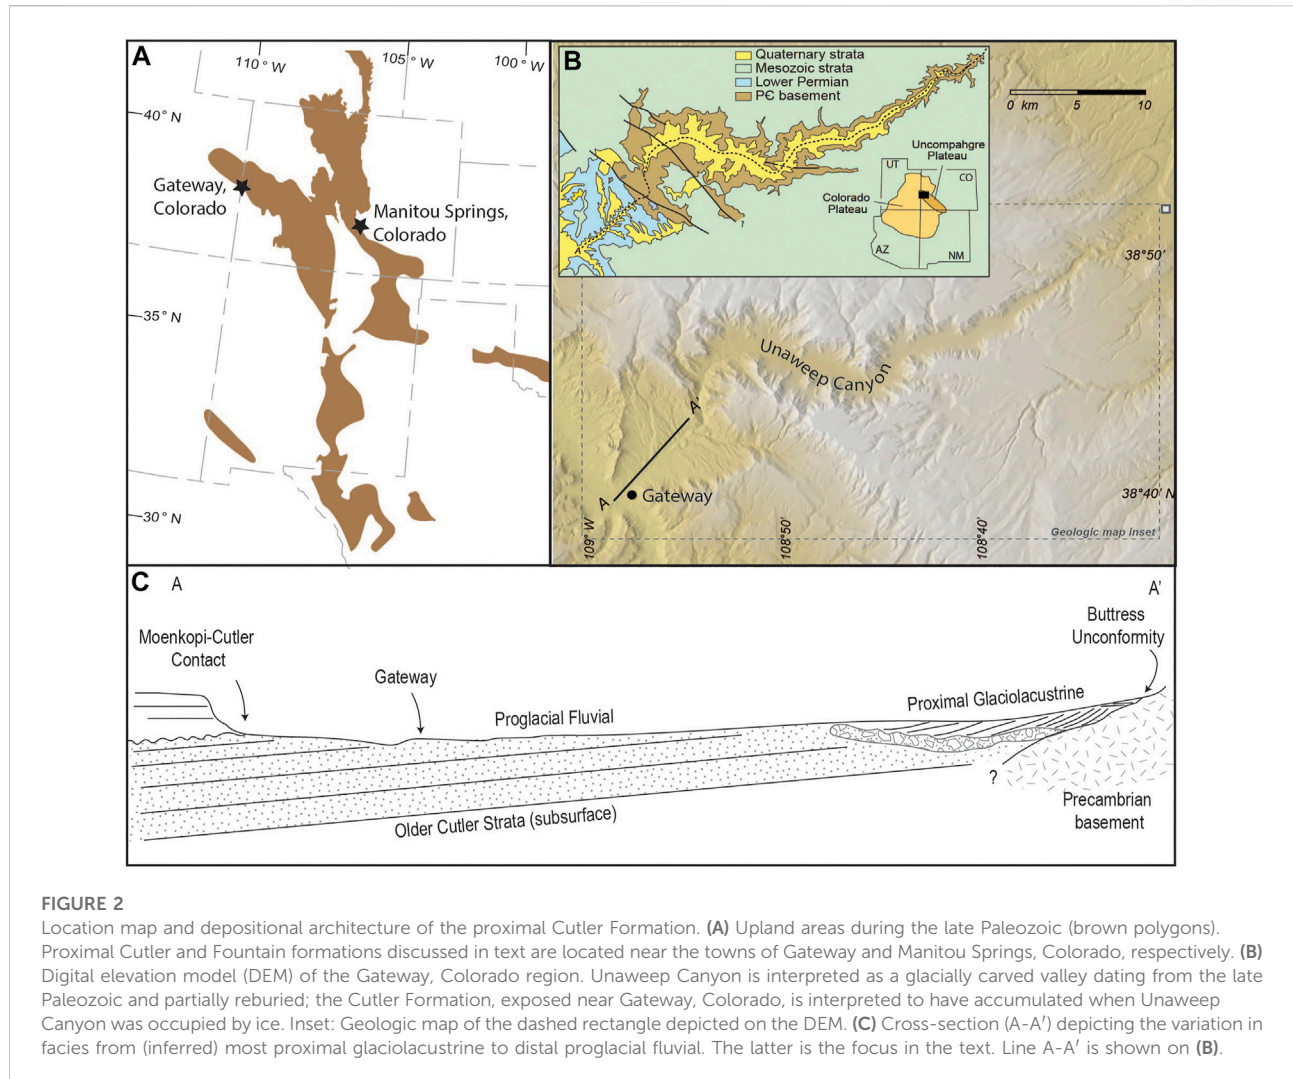 A
110° W
105° W
100° W
40° N
Gateway,
Colorado
Manitou Springs,
Colorado
35° N
30° N
B
Quaternary strata
Mesozoic strata
Lower Permian
PЄ basement
0 km 5 10
Uncompahgre
Plateau
UT
CO
Colorado
Plateau
AZ
NM
?
A
38°50'
Unaweep Canyon
A'
A
Gateway
38°40' N
109° W
108°50'
108°40'
Geologic map inset
C
A
A'
Moenkopi-Cutler
Contact
Gateway
Proglacial Fluvial
Proximal Glaciolacustrine
Buttress
Unconformity
?
Older Cutler Strata (subsurface)
Precambrian
basement
FIGURE 2
Location map and depositional architecture of the proximal Cutler Formation. (A) Upland areas during the late Paleozoic (brown polygons).
Proximal Cutler and Fountain formations discussed in text are located near the towns of Gateway and Manitou Springs, Colorado, respectively. (B)
Digital elevation model (DEM) of the Gateway, Colorado region. Unaweep Canyon is interpreted as a glacially carved valley dating from the late
Paleozoic and partially reburied; the Cutler Formation, exposed near Gateway, Colorado, is interpreted to have accumulated when Unaweep
Canyon was occupied by ice. Inset: Geologic map of the dashed rectangle depicted on the DEM. (C) Cross-section (A-A′) depicting the variation in
facies from (inferred) most proximal glaciolacustrine to distal proglacial fluvial. The latter is the focus in the text. Line A-A′ is shown on (B).